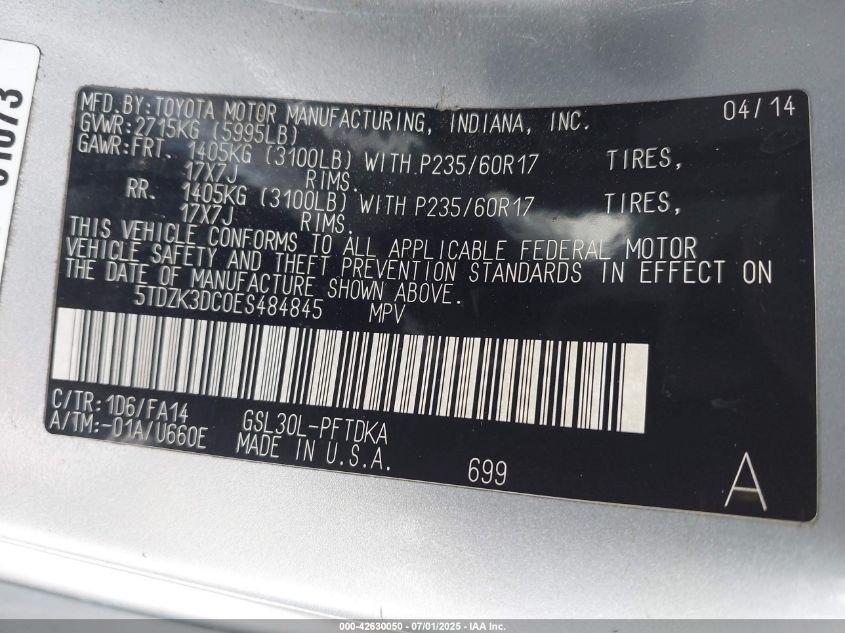 MFD.BY:TOYOTA MOTOR MANUFACTURING, INDIANA, INC. 04/14
GVWR:2715KG (5995LB)
GAWR:FRT. 1405KG (3100LB) WITH P235/60R17 TIRES,
17X7J RIMS.
RR. 1405KG (3100LB) WITH P235/60R17 TIRES,
17X7J RIMS.
THIS VEHICLE CONFORMS TO ALL APPLICABLE FEDERAL MOTOR
VEHICLE SAFETY AND THEFT PREVENTION STANDARDS IN EFFECT ON
THE DATE OF MANUFACTURE SHOWN ABOVE.
5TDZK3DC0ES484845 MPV
C/TR:1D6/FA14 GSL30L-PFTDKA
A/TM:-01A/U660E MADE IN U.S.A. 699 A
000-42630050 - 07/01/2025 - IAA Inc.